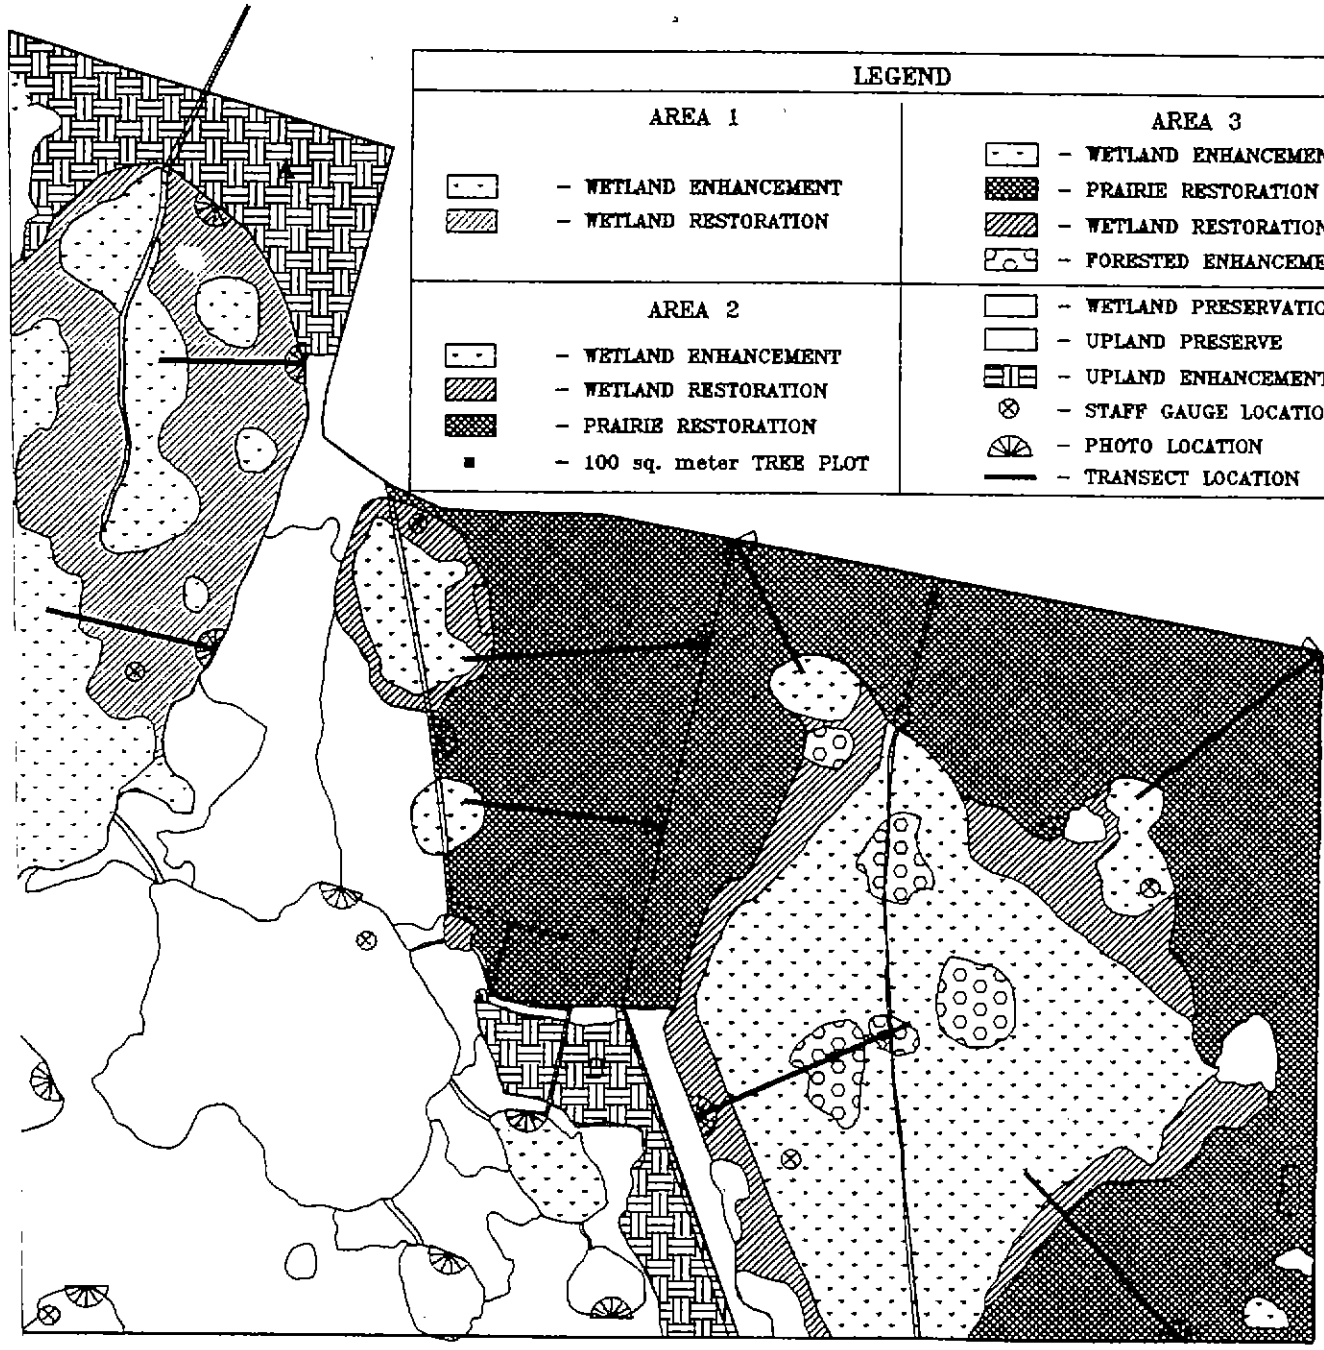 LEGEND
AREA 1
- WETLAND ENHANCEMENT
- WETLAND RESTORATION
AREA 2
- WETLAND ENHANCEMENT
- WETLAND RESTORATION
- PRAIRIE RESTORATION
- 100 sq. meter TREE PLOT
AREA 3
- WETLAND ENHANCEMEN
- PRAIRIE RESTORATION
- WETLAND RESTORATION
- FORESTED ENHANCEME
- WETLAND PRESERVATIO
- UPLAND PRESERVE
- UPLAND ENHANCEMENT
- STAFF GAUGE LOCATIO
- PHOTO LOCATION
- TRANSECT LOCATION